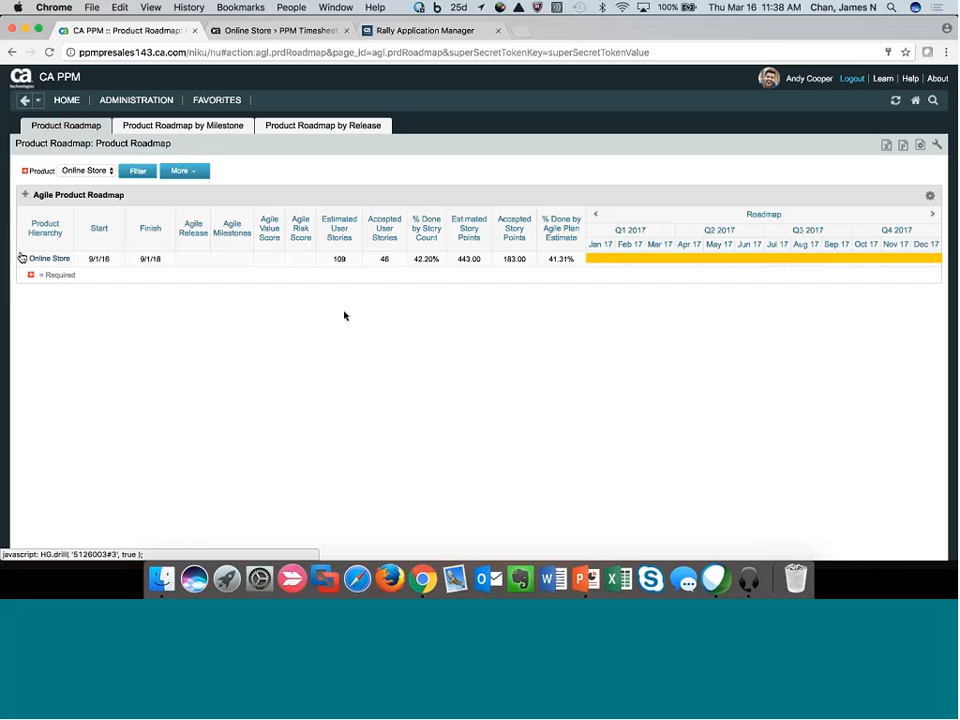 Chrome File Edit View History Bookmarks People Window Help 25d 100% Thu Mar 16 11:38 AM Chan, James N
CA PPM :: Product Roadmap: Online Store > PPM Timesheet Rally Application Manager
ppmpresales143.ca.com/niku/nu#action:agl.prdRoadmap&page_id=agl.prdRoadmap&superSecretTokenKey=superSecretTokenValue
ca technologies CA PPM Andy Cooper Logout Learn Help About
HOME ADMINISTRATION FAVORITES
Product Roadmap Product Roadmap by Milestone Product Roadmap by Release
Product Roadmap: Product Roadmap
Product Online Store Filter More
Agile Product Roadmap
Product Hierarchy Start Finish Agile Release Agile Milestones Agile Value Score Agile Risk Score Estimated User Stories Accepted User Stories % Done by Story Count Estimated Story Points Accepted Story Points % Done by Agile Plan Estimate Roadmap
Q1 2017 Q2 2017 Q3 2017 Q4 2017
Jan 17 Feb 17 Mar 17 Apr 17 May 17 Jun 17 Jul 17 Aug 17 Sep 17 Oct 17 Nov 17 Dec 17
Online Store 9/1/16 9/1/18 109 46 42.20% 443.00 183.00 41.31%
= Required
javascript: HG.drill( '5126003#3', true );